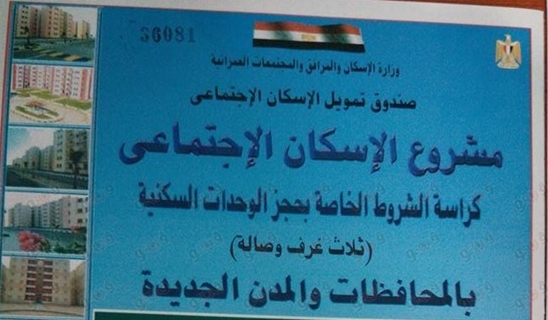 36081
وزارة الإسكان والمرافق والمجتمعات العمرانية
صندوق تمويل الإسكان الإجتماعى
مشروع الإسكان الإجتماعى
كراسة الشروط الخاصة بحجز الوحدات السكنية
(ثلاث غرف وصالة)
بالمحافظات والمدن الجديدة